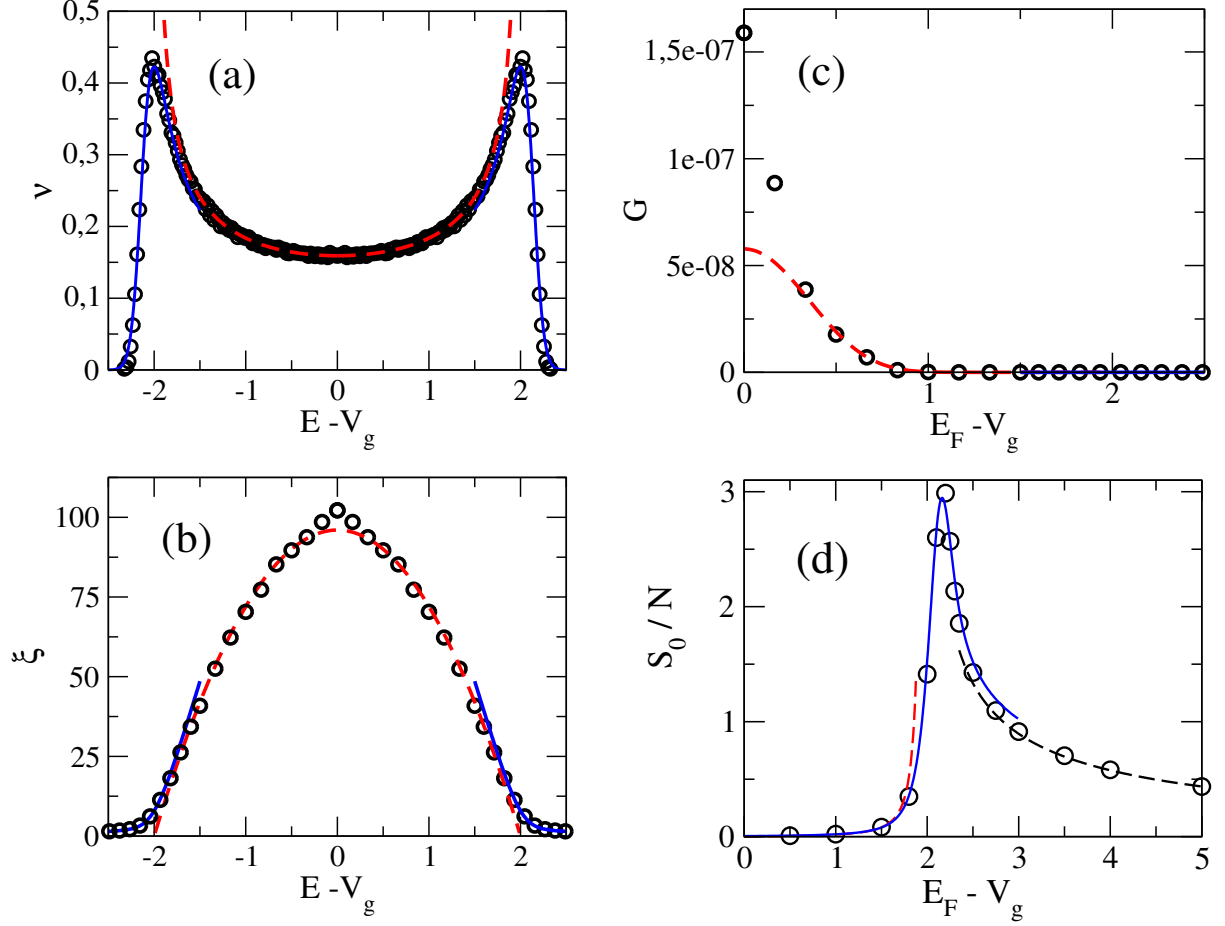 0,5
0,4
0,3
0,2
0,1
0
ν
(a)
-2 -1 0 1 2
E - V_g
1,5e-07
1e-07
5e-08
0
G
(c)
0 1 2
E_F - V_g
100
75
50
25
0
ξ
(b)
-2 -1 0 1 2
E - V_g
3
2
1
0
S_0 / N
(d)
0 1 2 3 4 5
E_F - V_g